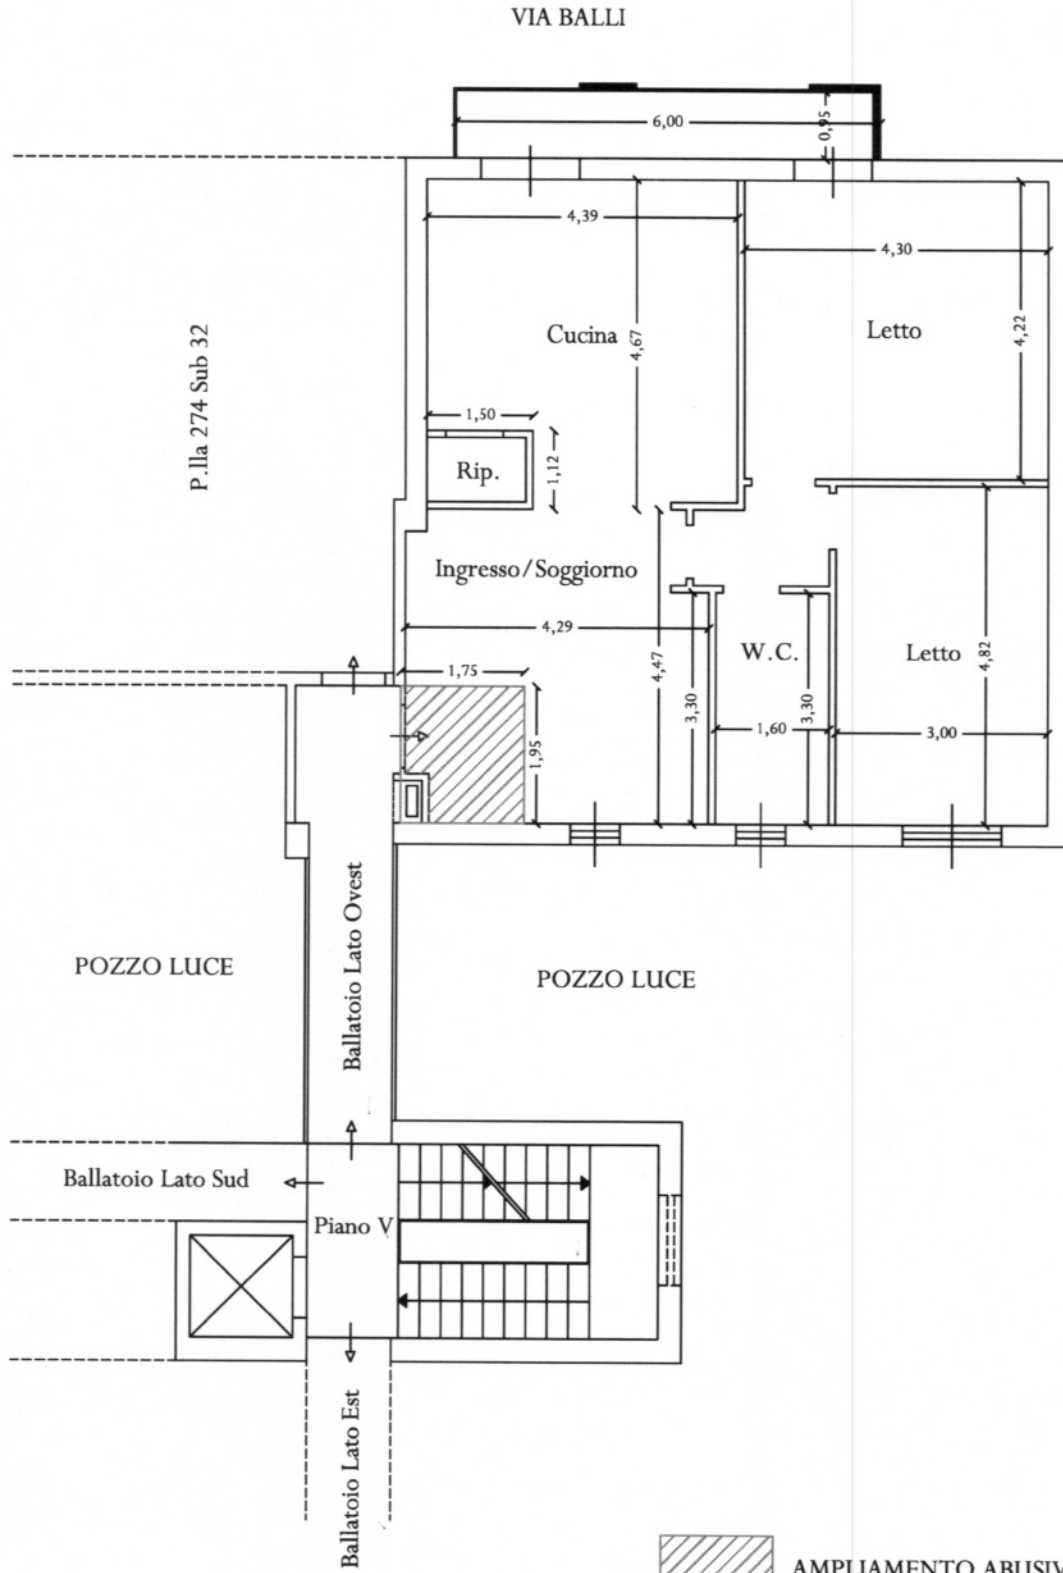 VIA BALLI
6,00
0,95
4,39
4,30
P.lla 274 Sub 32
Cucina
4,67
Letto
4,22
1,50
Rip.
1,12
Ingresso/Soggiorno
4,29
W.C.
Letto
4,82
1,75
4,47
3,30
3,30
1,95
1,60
3,00
POZZO LUCE
Ballatoio Lato Ovest
POZZO LUCE
Ballatoio Lato Sud
Piano V
Ballatoio Lato Est
AMPLIAMENTO ABUSIV